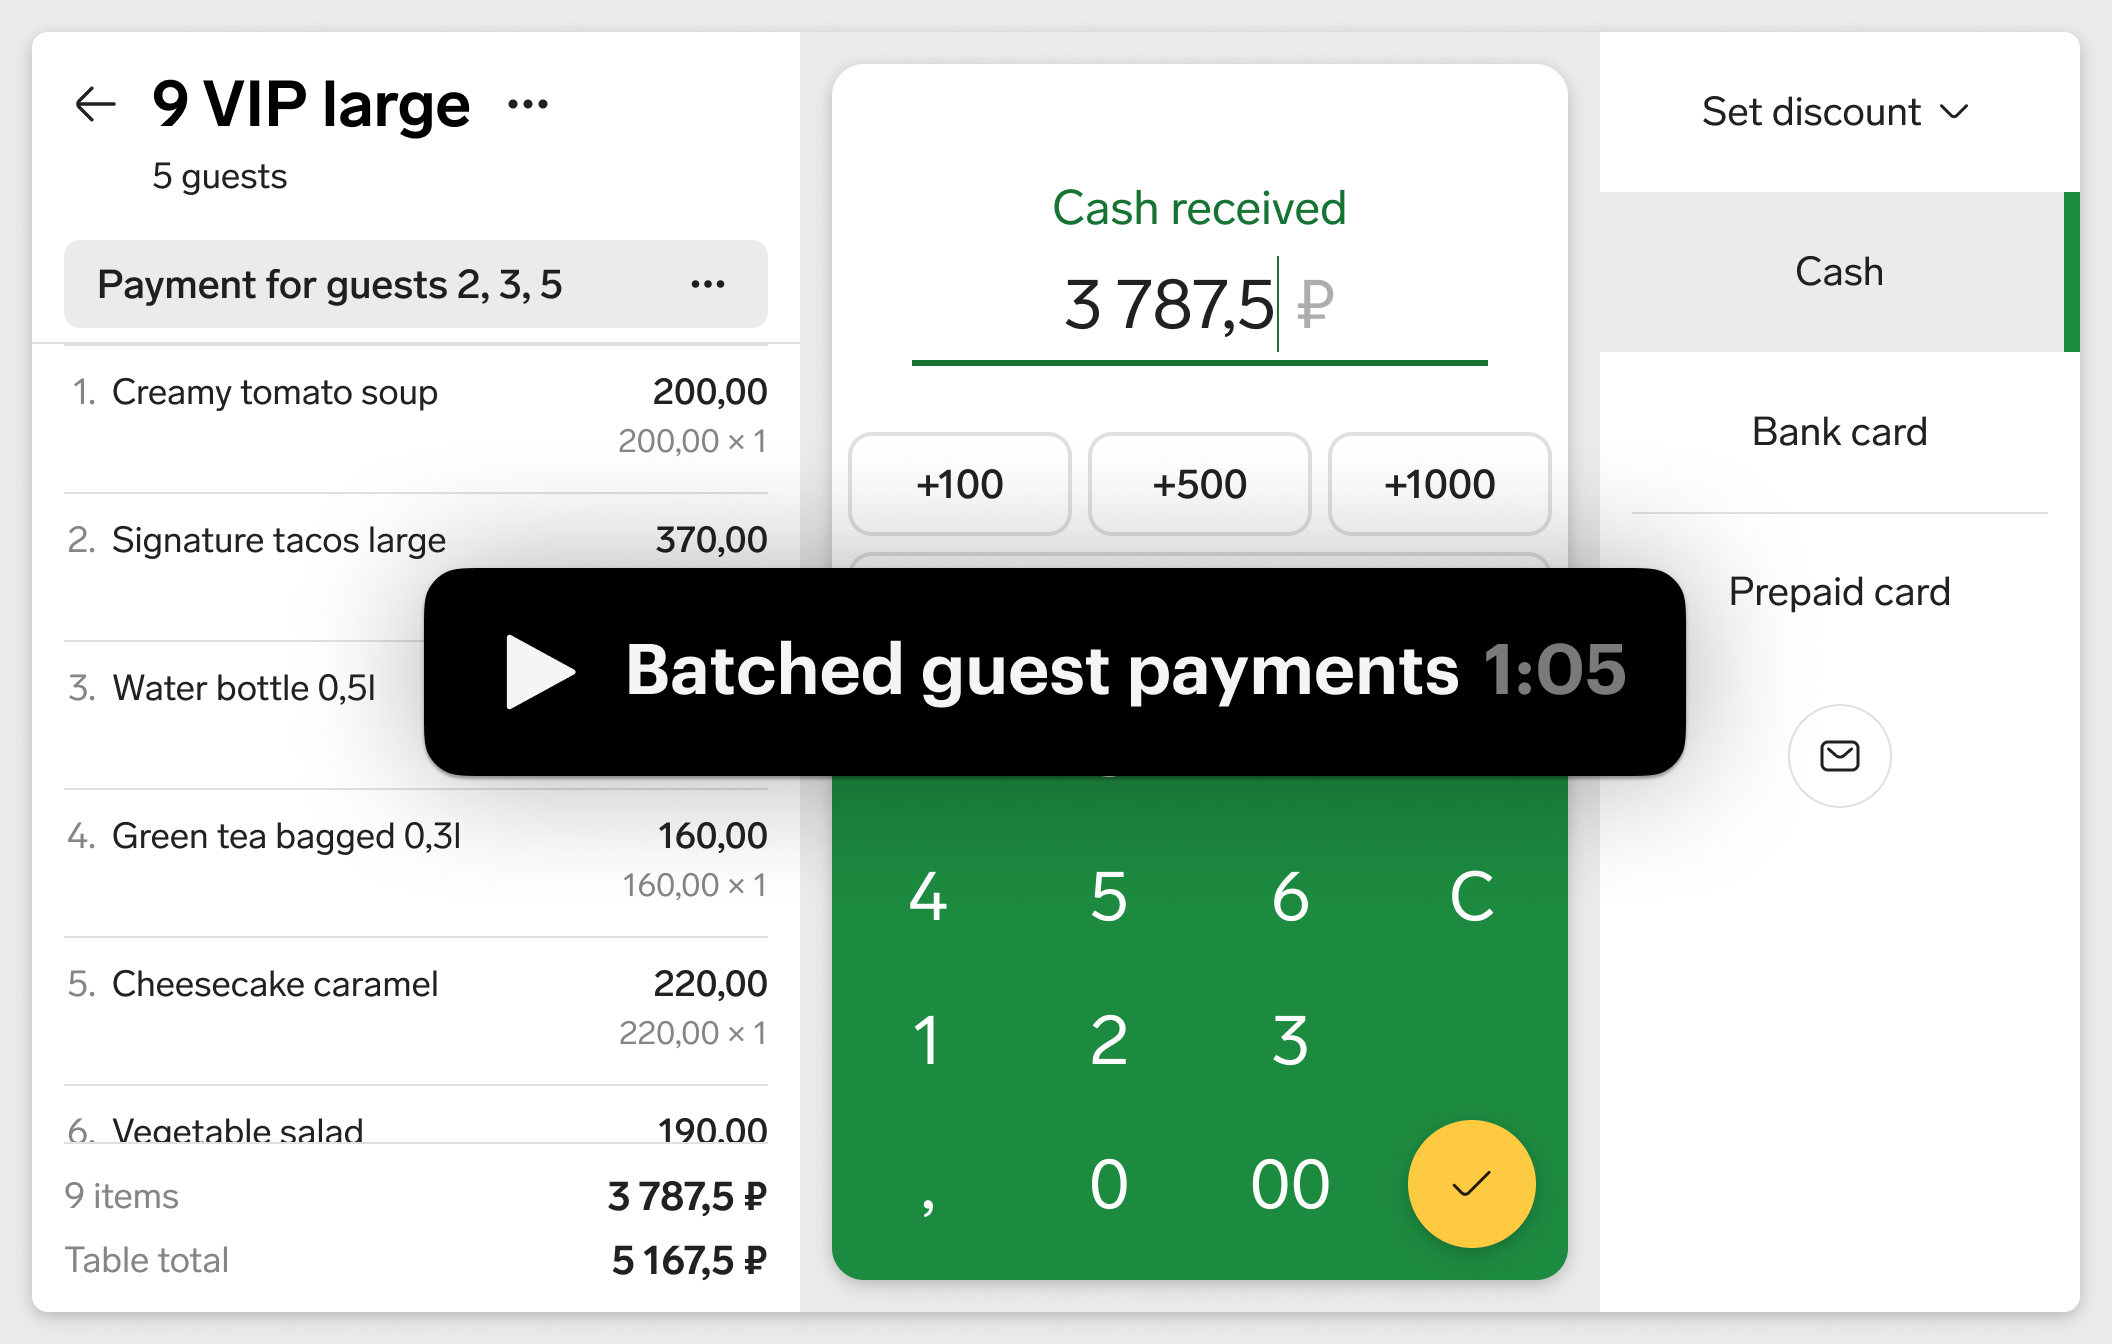 9 VIP large •••
5 guests
Payment for guests 2, 3, 5 •••
1. Creamy tomato soup 200,00
200,00 × 1
2. Signature tacos large 370,00
3. Water bottle 0,5l
4. Green tea bagged 0,3l 160,00
160,00 × 1
5. Cheesecake caramel 220,00
220,00 × 1
6. Vegetable salad 190,00
9 items 3 787,5 ₽
Table total 5 167,5 ₽
Cash received
3 787,5 ₽
+100 +500 +1000
Batched guest payments 1:05
4 5 6 C
1 2 3
, 0 00
Set discount
Cash
Bank card
Prepaid card